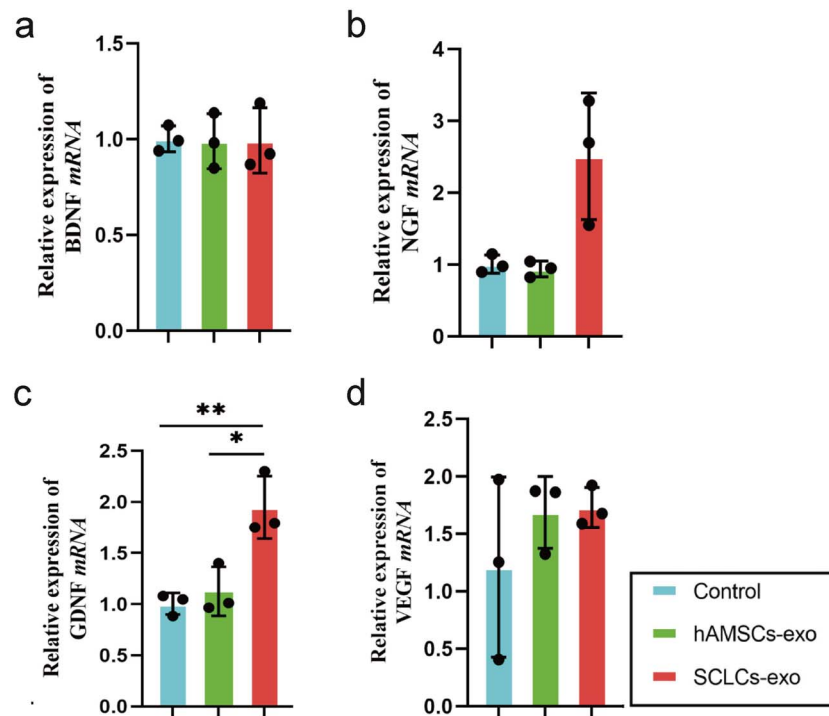 a
Relative expression of
BDNF mRNA
1.5
1.0
0.5
0.0
b
Relative expression of
NGF mRNA
4
3
2
1
0
c
Relative expression of
GDNF mRNA
**
*
2.5
2.0
1.5
1.0
0.5
0.0
d
Relative expression of
VEGF mRNA
2.5
2.0
1.5
1.0
0.5
0.0
Control
hAMSCs-exo
SCLCs-exo